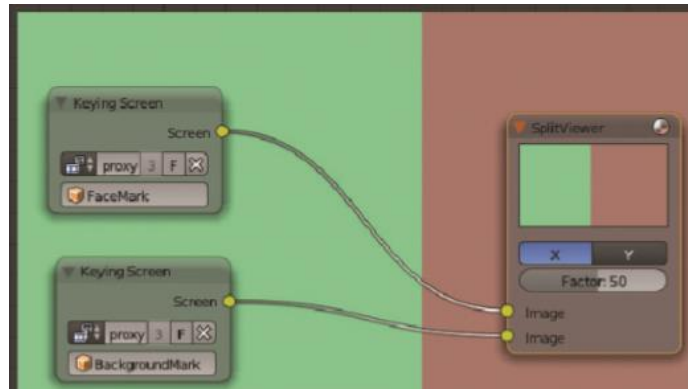 Keying Screen
Screen
proxy 3 F
FaceMark
Keying Screen
Screen
proxy 3 F
BackgroundMark
SplitViewer
X Y
Factor: 50
Image
Image